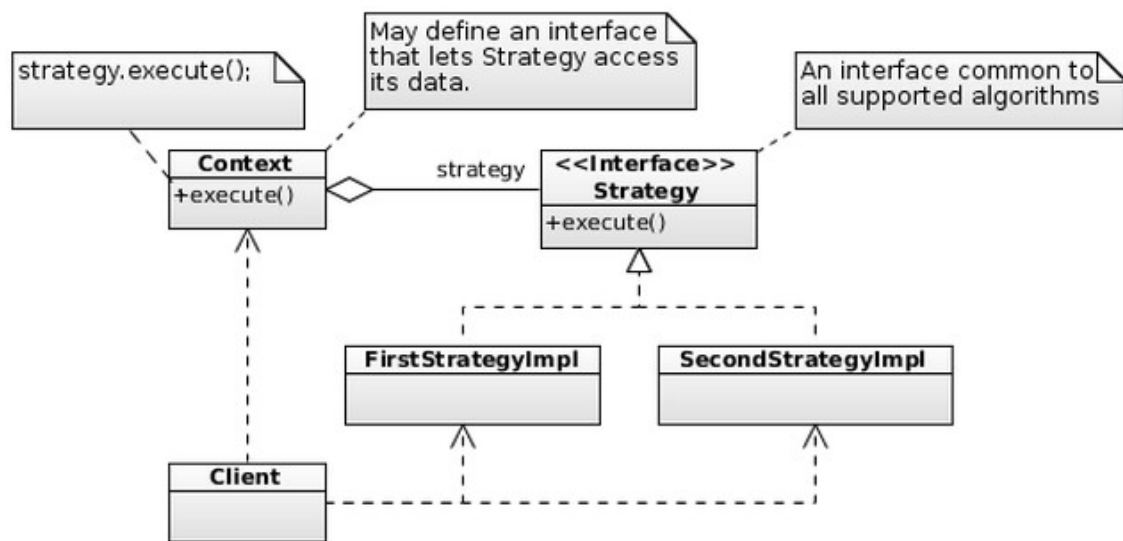 May define an interface
that lets Strategy access
its data.
strategy.execute();
An interface common to
all supported algorithms
Context
+execute()
strategy
<<Interface>>
Strategy
+execute()
FirstStrategyImpl
SecondStrategyImpl
Client